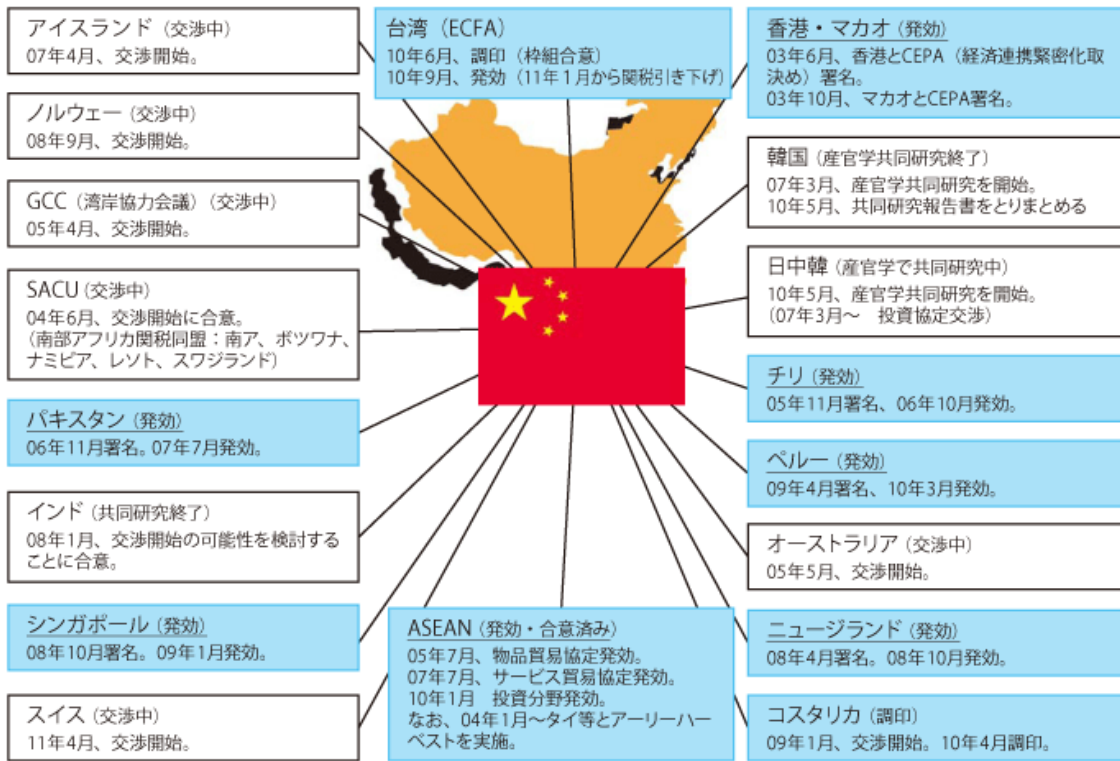 アイスランド（交渉中）
07年4月、交渉開始。
ノルウェー（交渉中）
08年9月、交渉開始。
GCC（湾岸協力会議）（交渉中）
05年4月、交渉開始。
SACU（交渉中）
04年6月、交渉開始に合意。
（南部アフリカ関税同盟：南ア、ボツワナ、
ナミビア、レソト、スワジランド）
パキスタン（発効）
06年11月署名。07年7月発効。
インド（共同研究終了）
08年1月、交渉開始の可能性を検討する
ことに合意。
シンガポール（発効）
08年10月署名。09年1月発効。
スイス（交渉中）
11年4月、交渉開始。
台湾（ECFA）
10年6月、調印（枠組合意）
10年9月、発効（11年1月から関税引き下げ）
ASEAN（発効・合意済み）
05年7月、物品貿易協定発効。
07年7月、サービス貿易協定発効。
10年1月　投資分野発効。
なお、04年1月～タイ等とアーリーハー
ベストを実施。
香港・マカオ（発効）
03年6月、香港とCEPA（経済連携緊密化取
決め）署名。
03年10月、マカオとCEPA署名。
韓国（産官学共同研究終了）
07年3月、産官学共同研究を開始。
10年5月、共同研究報告書をとりまとめる
日中韓（産官学で共同研究中）
10年5月、産官学共同研究を開始。
（07年3月～　投資協定交渉）
チリ（発効）
05年11月署名、06年10月発効。
ペルー（発効）
09年4月署名、10年3月発効。
オーストラリア（交渉中）
05年5月、交渉開始。
ニュージランド（発効）
08年4月署名。08年10月発効。
コスタリカ（調印）
09年1月、交渉開始。10年4月調印。